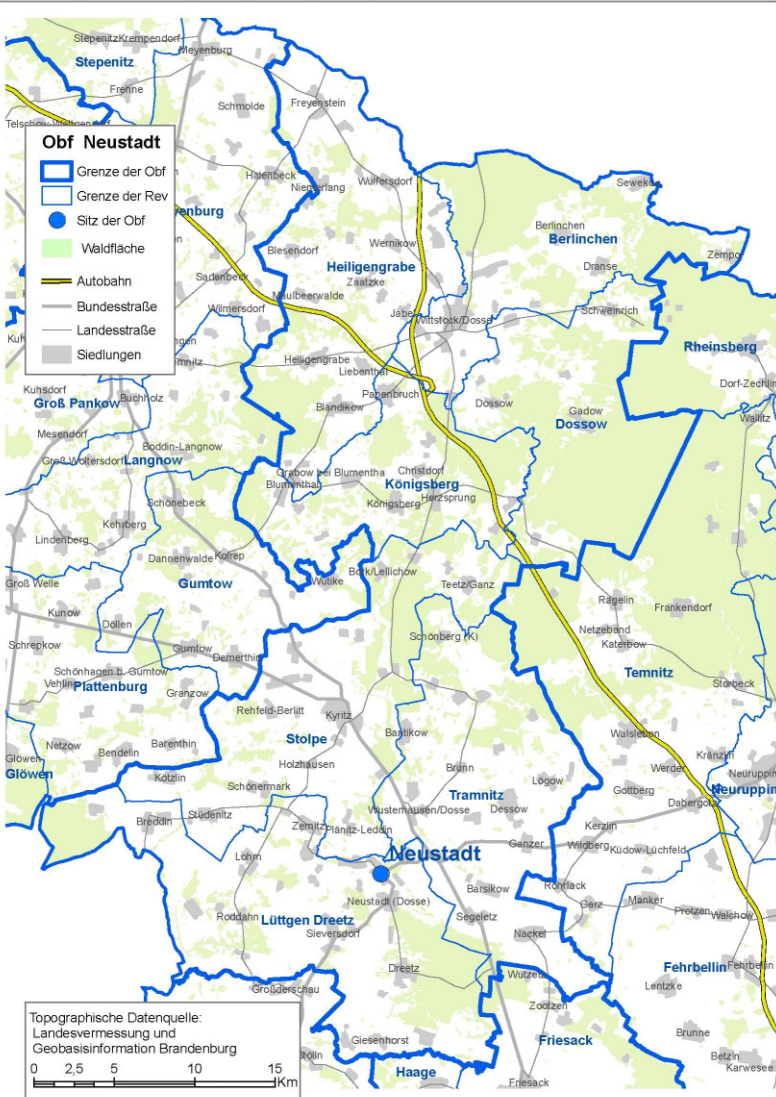 StepenitzKrempendorf
Meyenburg
Stepenitz
Frehne
Schmolde
Freyenstein
Obf Neustadt
Grenze der Obf
Grenze der Rev
Sitz der Obf
Waldfläche
Autobahn
Bundesstraße
Landesstraße
Siedlungen
Halenbeck
Niemerlang
Wulfersdorf
Sewekow
Berlinchen
Berlinchen
Wernikow
Blesendorf
Heiligengrabe
Zaatzke
Dranse
Zempo
Sadenbeck
Maulbeerwalde
Wilmersdorf
Jabel
Wittstock/Dosse
Schweinrich
Rheinsberg
Heiligengrabe
Liebenthal
Papenbruch
Dorf-Zechlin
Kuhsdorf
Groß Pankow
Buchholz
Blandikow
Dossow
Gadow
Dossow
Wallitz
Mesendorf
Boddin-Langnow
Groß Woltersdorf
Langnow
Grabow bei Blumentha
Blumenthal
Christdorf
Königsberg
Königsberg
Herzsprung
Schönebeck
Kehrberg
Lindenberg
Dannenwalde
Kolrep
Gumtow
Groß Welle
Wutike
Bork/Lellichow
Teetz/Ganz
Kunow
Döllen
Rägelin
Frankendorf
Netzeband
Katerbow
Schönberg (K)
Schrepkow
Gumtow
Demerthin
Schönhagen b. Gumtow
Vehlin
Plattenburg
Granzow
Temnitz
Storbeck
Rehfeld-Berlitt
Kyritz
Stolpe
Bantikow
Walsleben
Kränzlin
Netzow
Bendelin
Barenthin
Glöwen
Glöwen
Kötzlin
Holzhausen
Schönermark
Brunn
Tramnitz
Logow
Werder
Neuruppin
Neuruppin
Gottberg
Dabergotz
Breddin
Stüdenitz
Zernitz
Plänitz-Leddin
Wusterhausen/Dosse
Dessow
Kerzlin
Neustadt
Ganzer
Wildberg
Küdow-Lüchfeld
Lohm
Neustadt (Dosse)
Barsikow
Rohrlack
Garz
Manker
Protzen
Walchow
Roddahn
Lüttgen Dreetz
Sieversdorf
Segeletz
Nackel
Dreetz
Großderschau
Wutzetz
Fehrbellin
Fehrbellin
Lentzke
Zootzen
Friesack
Brunne
Betzin
Karwesee
Giesenhorst
Haage
Friesack
Topographische Datenquelle:
Landesvermessung und
Geobasisinformation Brandenburg
0 2,5 5 10 15
Km